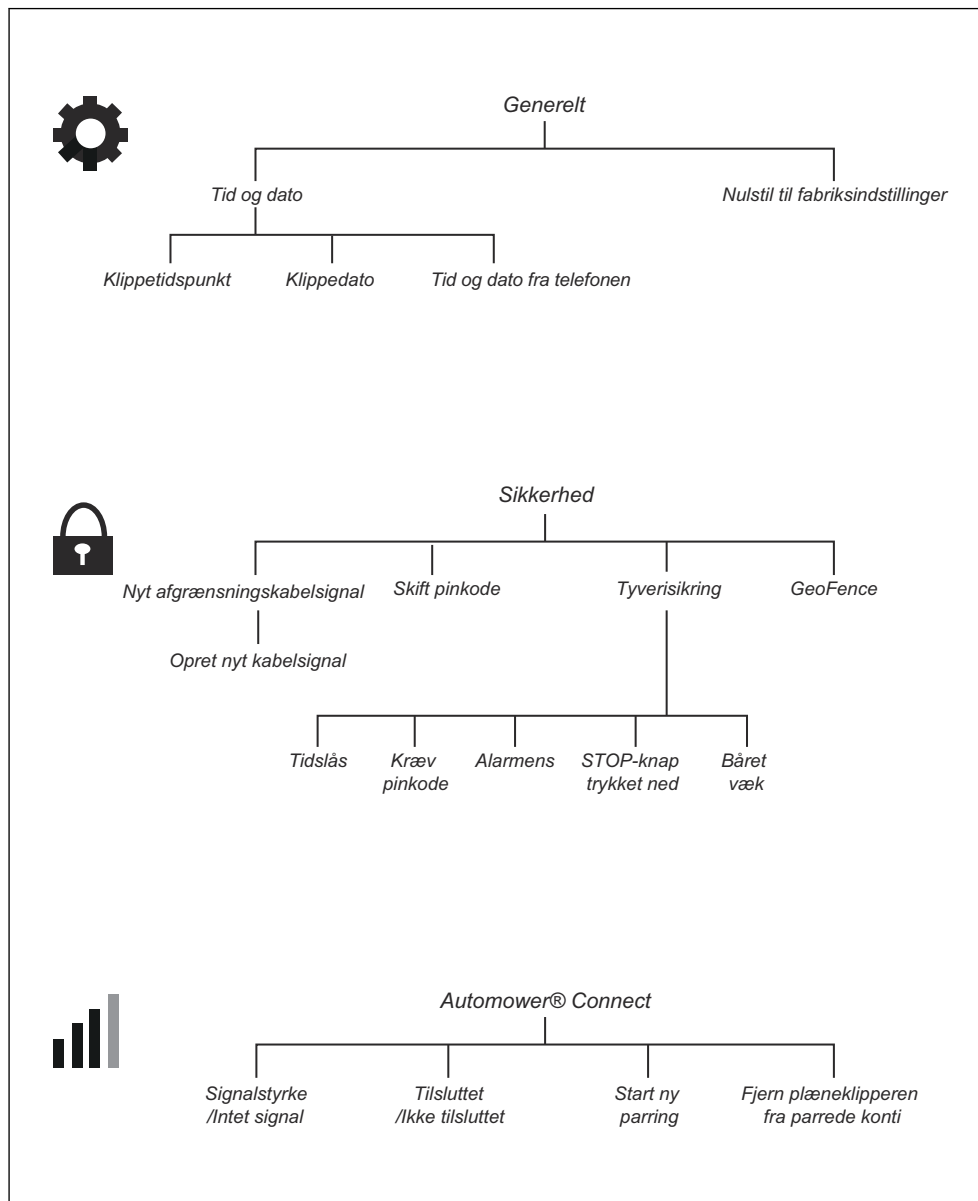 Generelt
Tid og dato
Nulstil til fabriksindstillinger
Klippetidspunkt
Klippedato
Tid og dato fra telefonen
Sikkerhed
Nyt afgrænsningskabelsignal
Skift pinkode
Tyverisikring
GeoFence
Opret nyt kabelsignal
Tidslås
Kræv
pinkode
Alarmens
STOP-knap
trykket ned
Båret
væk
Automower® Connect
Signalstyrke
/Intet signal
Tilsluttet
/Ikke tilsluttet
Start ny
parring
Fjern plæneklipperen
fra parrede konti